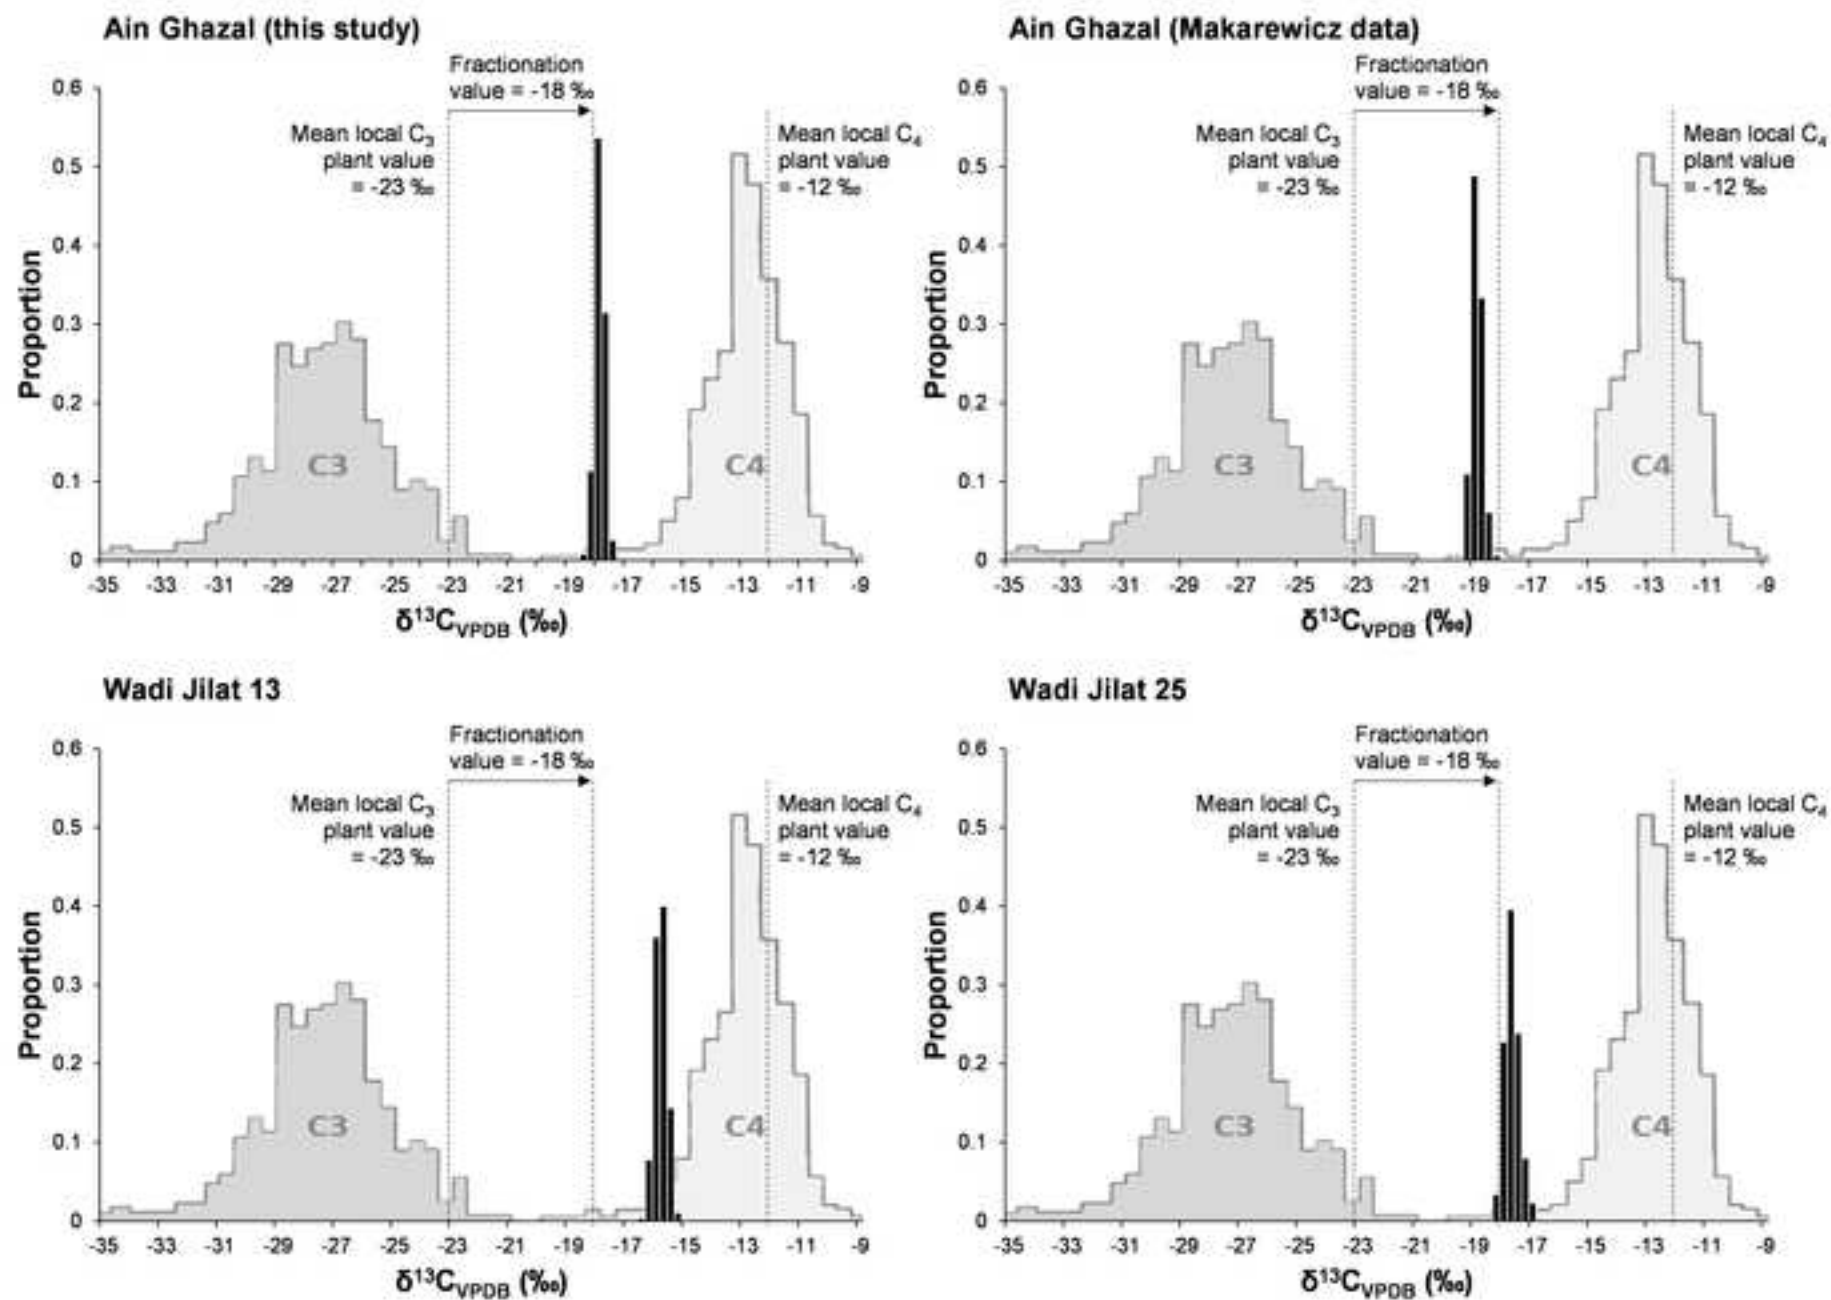 Ain Ghazal (this study)
Fractionation
value = -18 ‰
Mean local C₃
plant value
= -23 ‰
Mean local C₄
plant value
= -12 ‰
Proportion
0.6
0.5
0.4
0.3
0.2
0.1
0
C3
C4
-35 -33 -31 -29 -27 -25 -23 -21 -19 -17 -15 -13 -11 -9
δ¹³C_VPDB (‰)
Ain Ghazal (Makarewicz data)
Fractionation
value = -18 ‰
Mean local C₃
plant value
= -23 ‰
Mean local C₄
plant value
= -12 ‰
Proportion
0.6
0.5
0.4
0.3
0.2
0.1
0
C3
C4
-35 -33 -31 -29 -27 -25 -23 -21 -19 -17 -15 -13 -11 -9
δ¹³C_VPDB (‰)
Wadi Jilat 13
Fractionation
value = -18 ‰
Mean local C₃
plant value
= -23 ‰
Mean local C₄
plant value
= -12 ‰
Proportion
0.6
0.5
0.4
0.3
0.2
0.1
0
C3
C4
-35 -33 -31 -29 -27 -25 -23 -21 -19 -17 -15 -13 -11 -9
δ¹³C_VPDB (‰)
Wadi Jilat 25
Fractionation
value = -18 ‰
Mean local C₃
plant value
= -23 ‰
Mean local C₄
plant value
= -12 ‰
Proportion
0.6
0.5
0.4
0.3
0.2
0.1
0
C3
C4
-35 -33 -31 -29 -27 -25 -23 -21 -19 -17 -15 -13 -11 -9
δ¹³C_VPDB (‰)